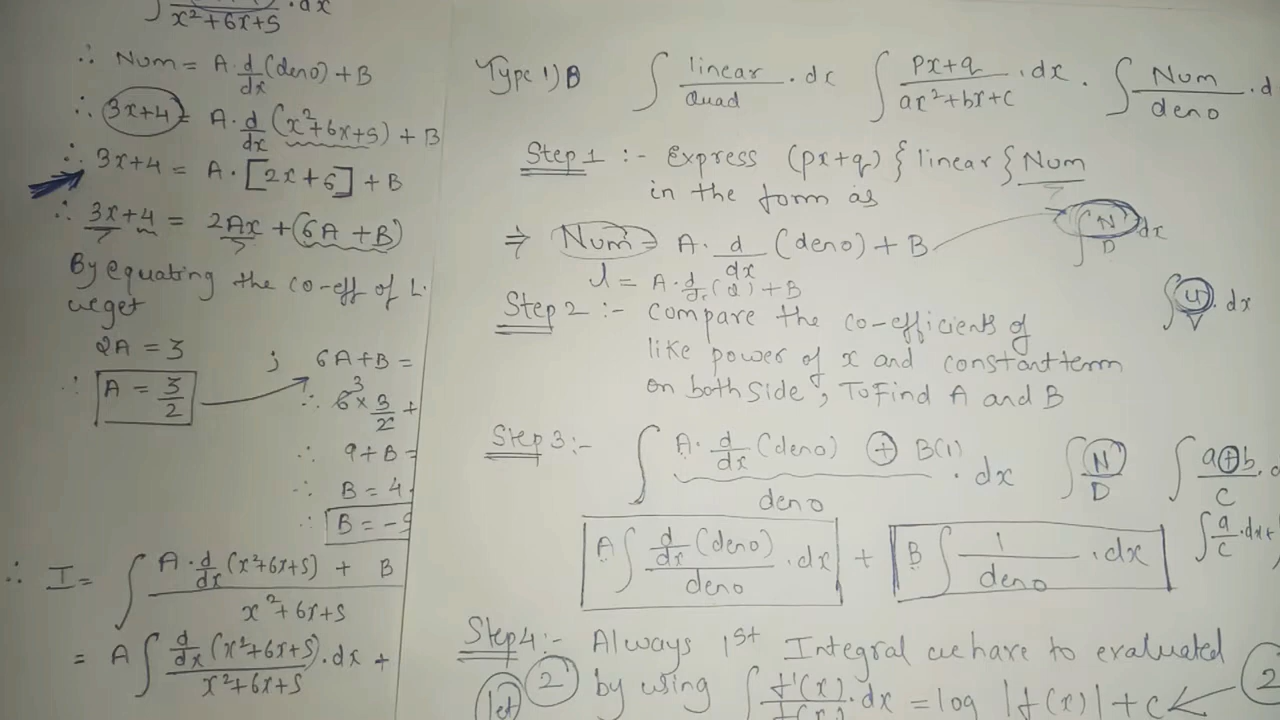 ∫ / x²+6x+5 .dx
∴ Num = A. d/dx (deno) + B
∴ 3x+4 = A. d/dx (x²+6x+5) + B
∴ 3x+4 = A. [2x+6] + B
∴ 3x+4 = 2Ax + (6A + B)
By equating the co-eff of L.
we get
2A = 3 ; 6A+B =
∴ A = 3/2
∴ 6 × 3/2 +
3
∴ 9+B =
∴ B = 4
∴ B = -5
∴ I = ∫ A. d/dx (x²+6x+5) + B / x²+6x+5
= A ∫ d/dx (x²+6x+5) / x²+6x+5 .dx +
Type 1) B ∫ linear/Quad .dx ∫ px+q / ax²+bx+c .dx . ∫ Num/deno .d
Step 1 :- Express (px+q) { linear } Num
in the form as
⇒ Num = A. d/dx (deno) + B ∫ N/D dx
∫ u/v . dx
Step 2 :- Compare the co-efficients of
like power of x and constant term
on both side, To Find A and B
Step 3 :- ∫ A. d/dx (deno) + B(1) / deno . dx ∫ N/D ∫ a+b / c .d
A ∫ d/dx (deno) / deno .dx + B ∫ 1/deno .dx ∫ a/c .dx+
Step 4 :- Always 1st Integral we have to evaluated
let 2 by using ∫ f'(x)/f(x) .dx = log |f(x)| + c ← 2